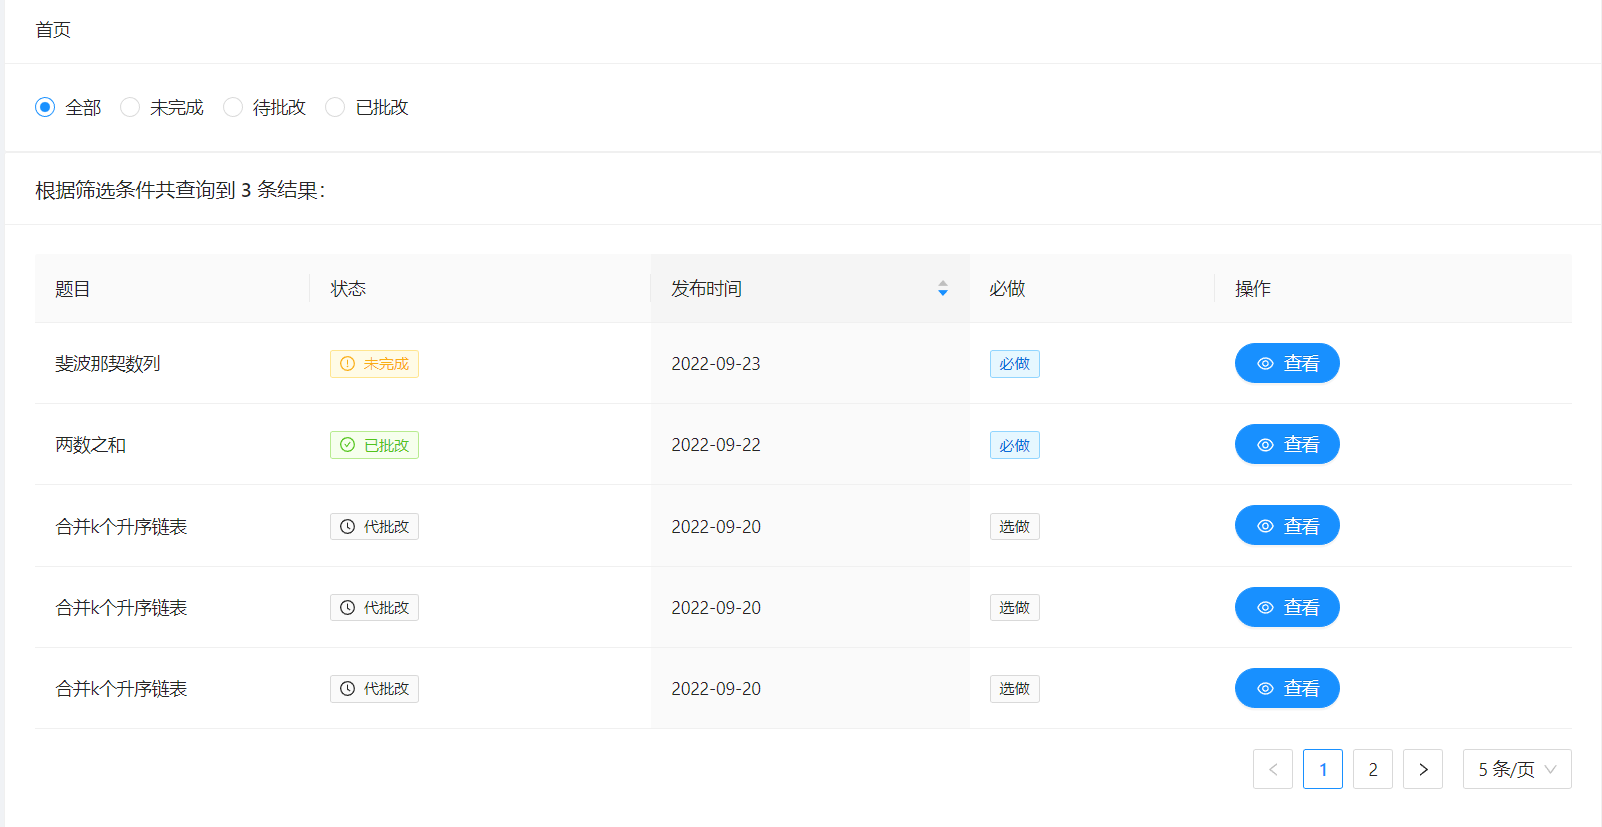 首页
全部 未完成 待批改 已批改
根据筛选条件共查询到 3 条结果：
题目 状态 发布时间 必做 操作
斐波那契数列 未完成 2022-09-23 必做 查看
两数之和 已批改 2022-09-22 必做 查看
合并k个升序链表 代批改 2022-09-20 选做 查看
合并k个升序链表 代批改 2022-09-20 选做 查看
合并k个升序链表 代批改 2022-09-20 选做 查看
< 1 2 > 5 条/页